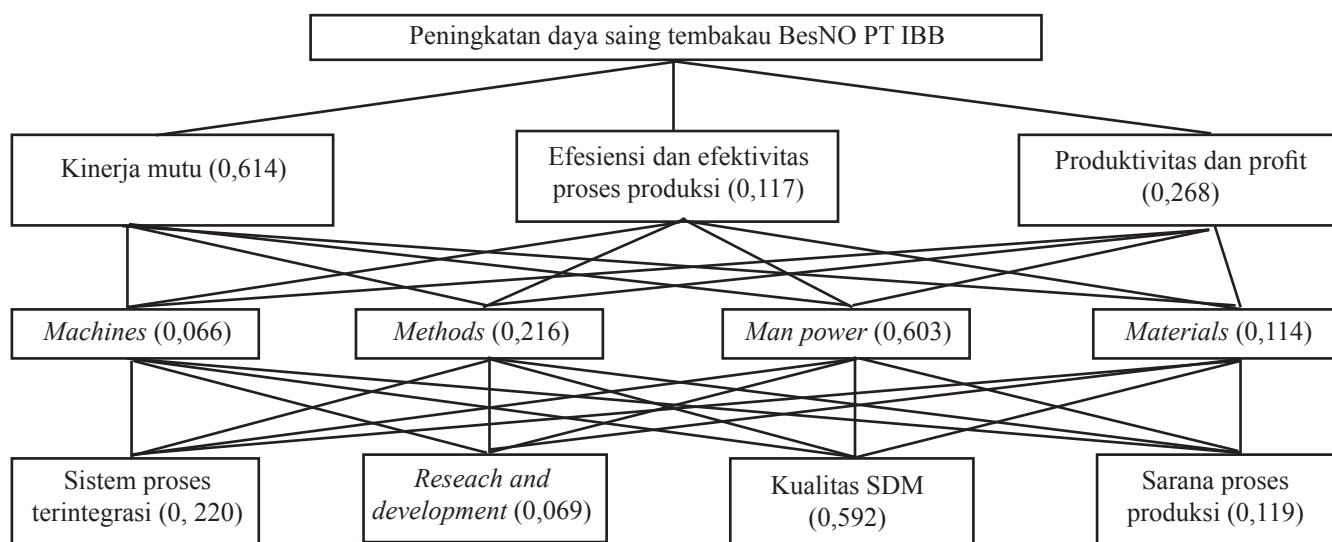 Peningkatan daya saing tembakau BesNO PT IBB
Kinerja mutu (0,614)
Efesiensi dan efektivitas
proses produksi (0,117)
Produktivitas dan profit
(0,268)
Machines (0,066)
Methods (0,216)
Man power (0,603)
Materials (0,114)
Sistem proses
terintegrasi (0, 220)
Reseach and
development (0,069)
Kualitas SDM
(0,592)
Sarana proses
produksi (0,119)